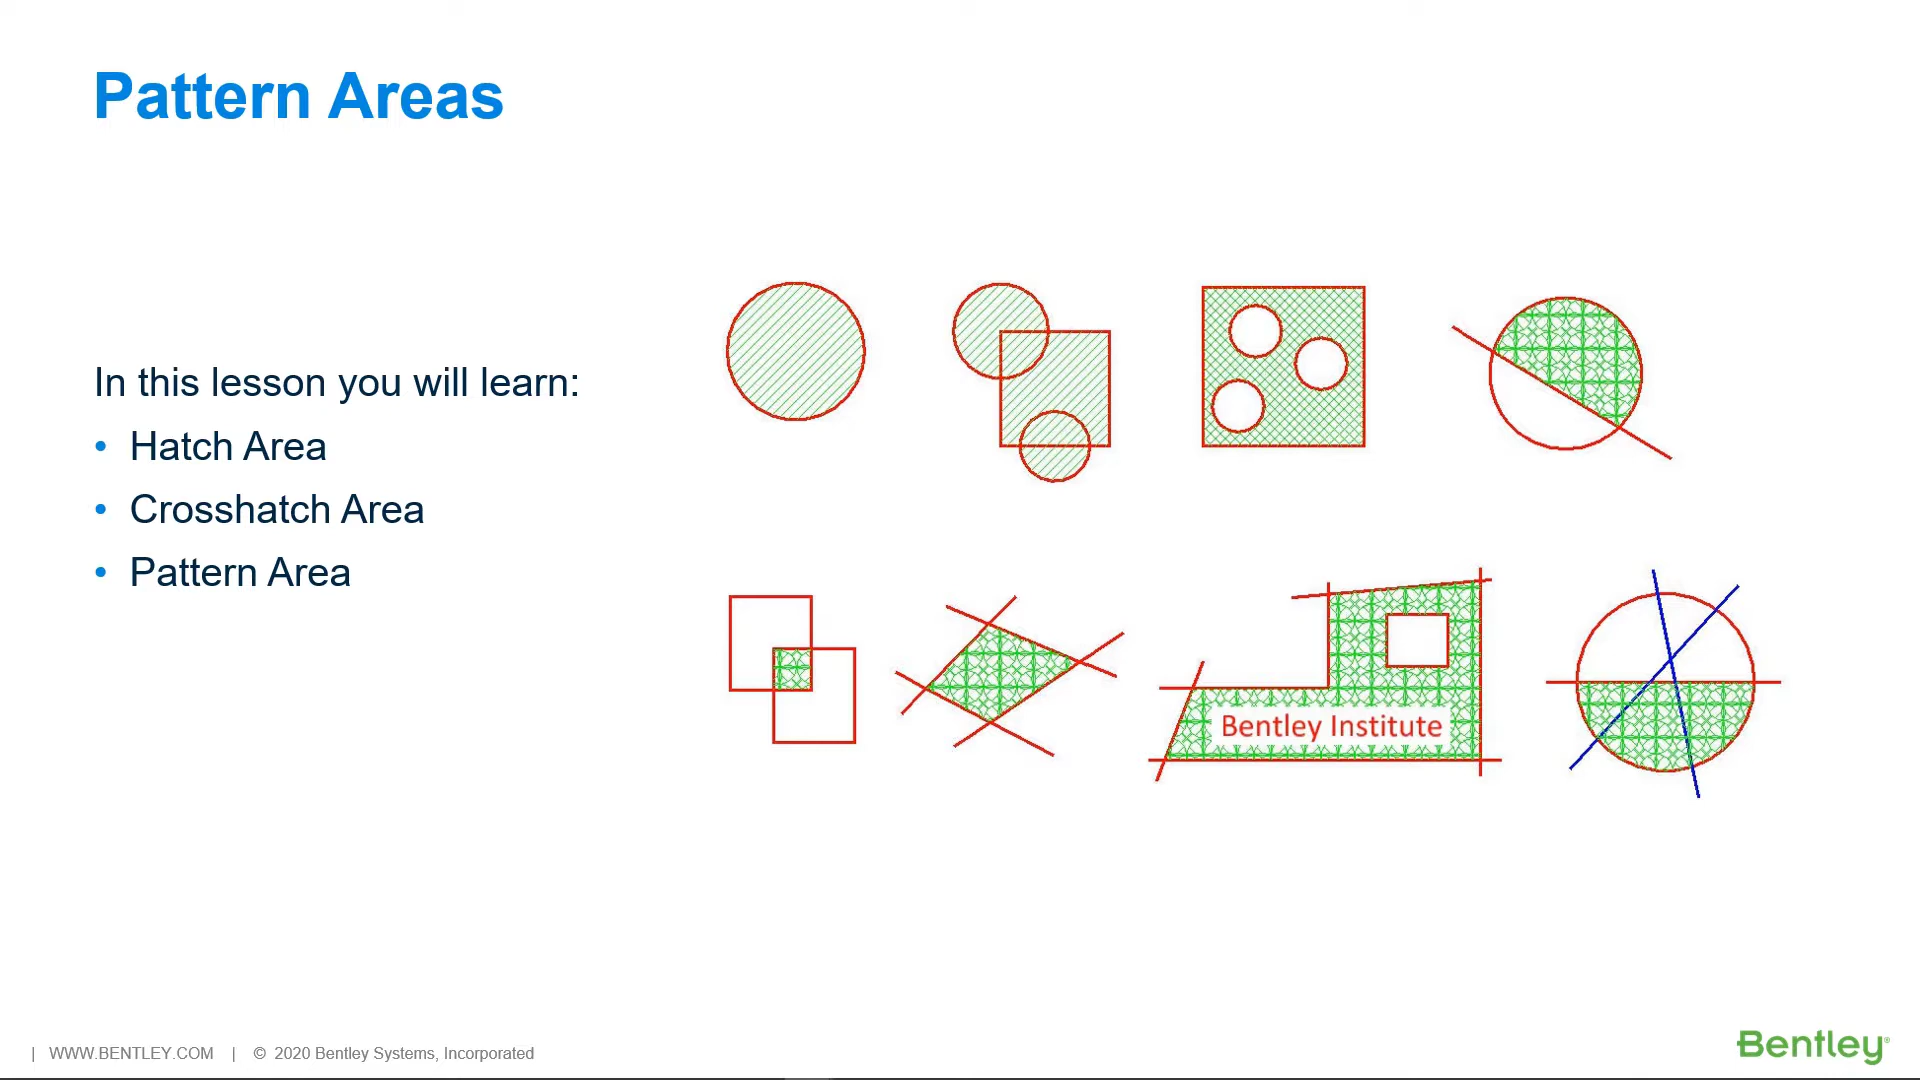 Pattern Areas
In this lesson you will learn:
• Hatch Area
• Crosshatch Area
• Pattern Area
Bentley Institute
| WWW.BENTLEY.COM | © 2020 Bentley Systems, Incorporated
Bentley®